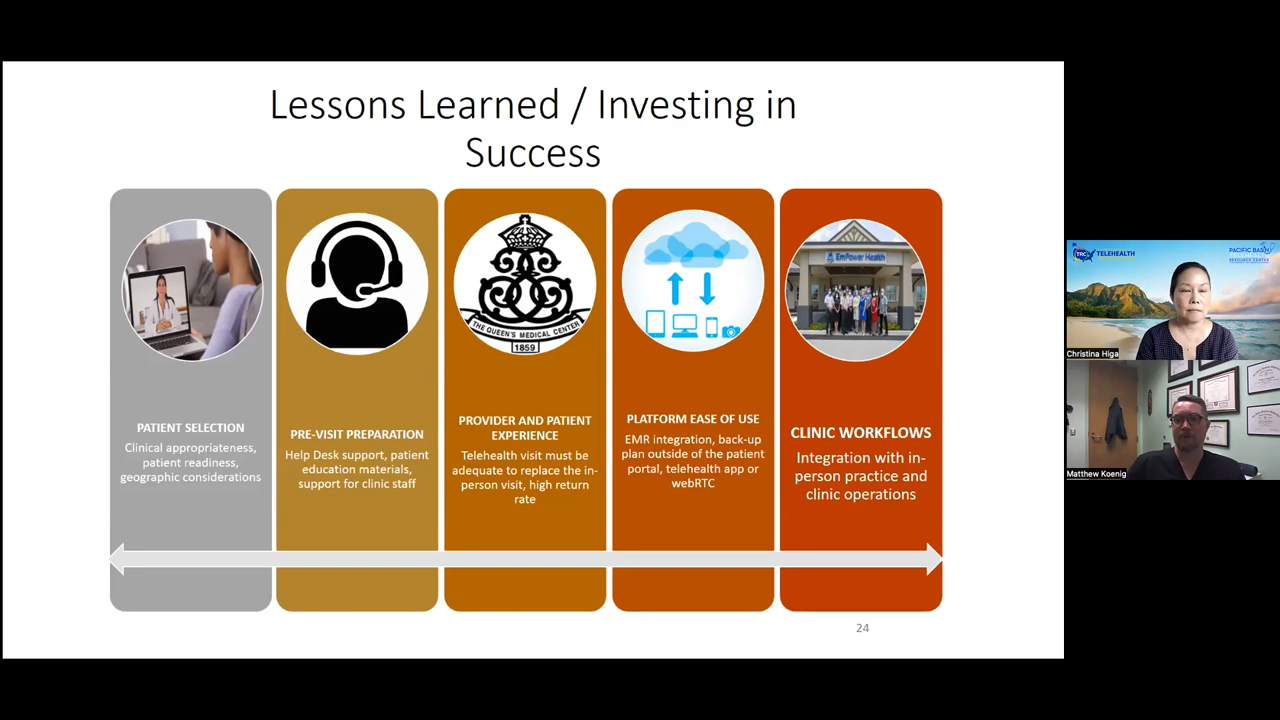 Lessons Learned / Investing in
Success
EmPower Health
THE QUEEN'S MEDICAL CENTER
1859
PATIENT SELECTION
Clinical appropriateness,
patient readiness,
geographic considerations
PRE-VISIT PREPARATION
Help Desk support, patient
education materials,
support for clinic staff
PROVIDER AND PATIENT
EXPERIENCE
Telehealth visit must be
adequate to replace the in-
person visit, high return
rate
PLATFORM EASE OF USE
EMR integration, back-up
plan outside of the patient
portal, telehealth app or
webRTC
CLINIC WORKFLOWS
Integration with in-
person practice and
clinic operations
24
TRC
TELEHEALTH
PACIFIC BASIN
RESOURCE CENTER
Christina Higa
Matthew Koenig